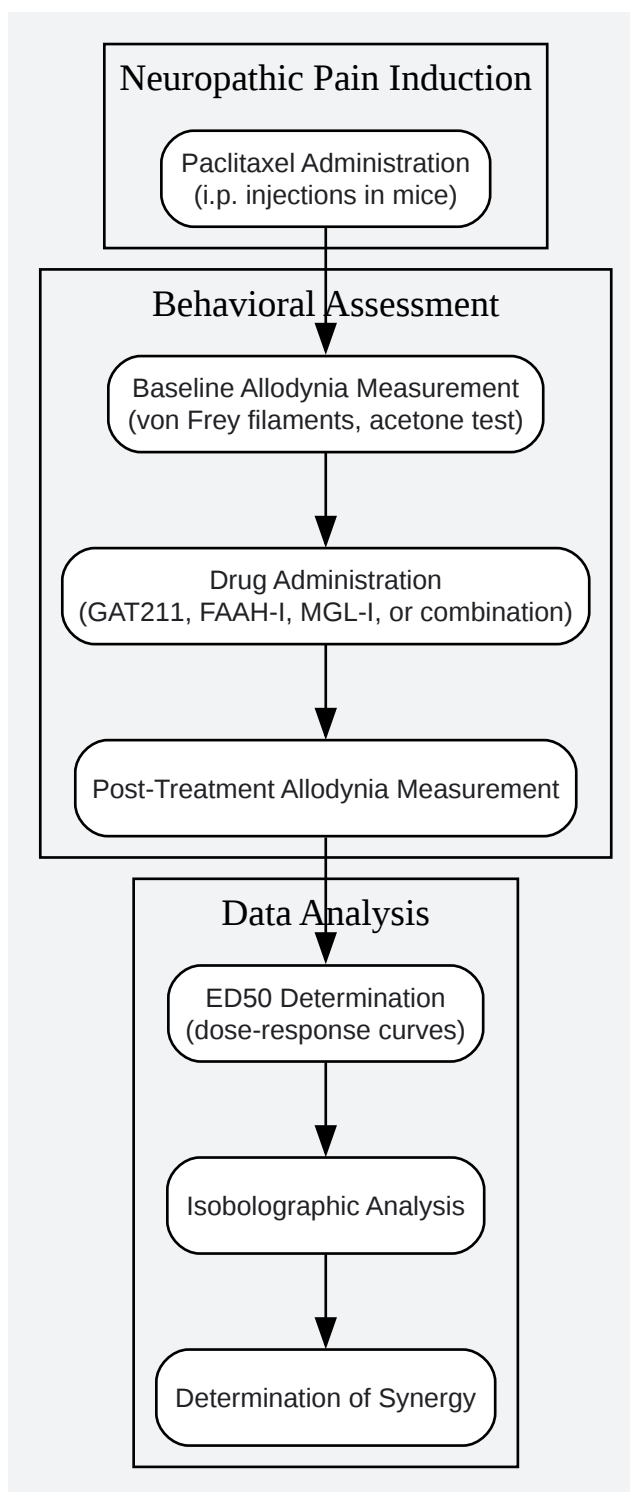 Neuropathic Pain Induction
Paclitaxel Administration
(i.p. injections in mice)
Behavioral Assessment
Baseline Allodynia Measurement
(von Frey filaments, acetone test)
Drug Administration
(GAT211, FAAH-I, MGL-I, or combination)
Post-Treatment Allodynia Measurement
Data Analysis
ED50 Determination
(dose-response curves)
Isobolographic Analysis
Determination of Synergy